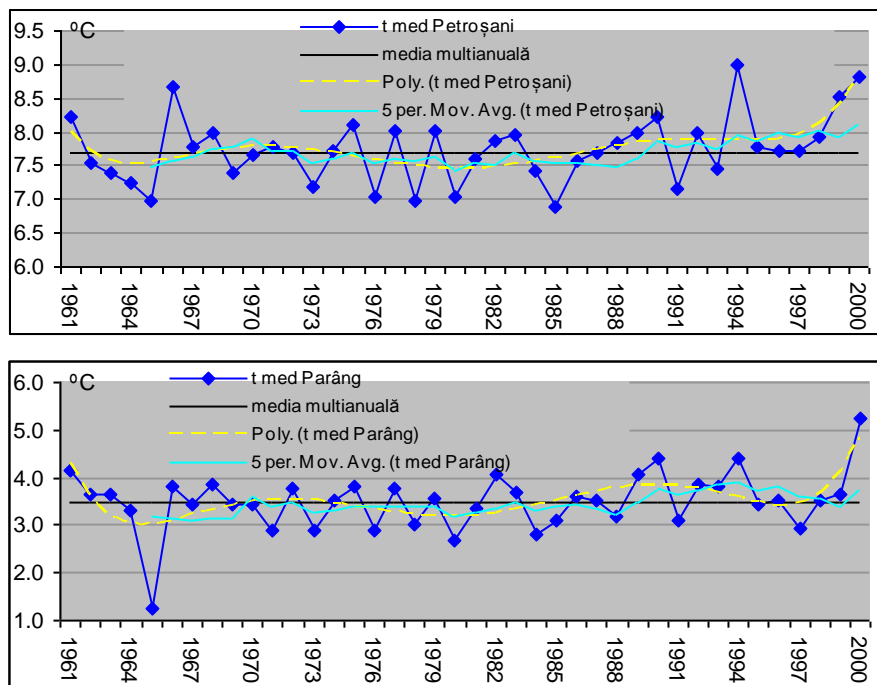 ºC
t med Petroșani
media multianuală
Poly. (t med Petroșani)
5 per. Mov. Avg. (t med Petroșani)
9.5
9.0
8.5
8.0
7.5
7.0
6.5
6.0
1961 1964 1967 1970 1973 1976 1979 1982 1985 1988 1991 1994 1997 2000
ºC
t med Parâng
media multianuală
Poly. (t med Parâng)
5 per. Mov. Avg. (t med Parâng)
6.0
5.0
4.0
3.0
2.0
1.0
1961 1964 1967 1970 1973 1976 1979 1982 1985 1988 1991 1994 1997 2000